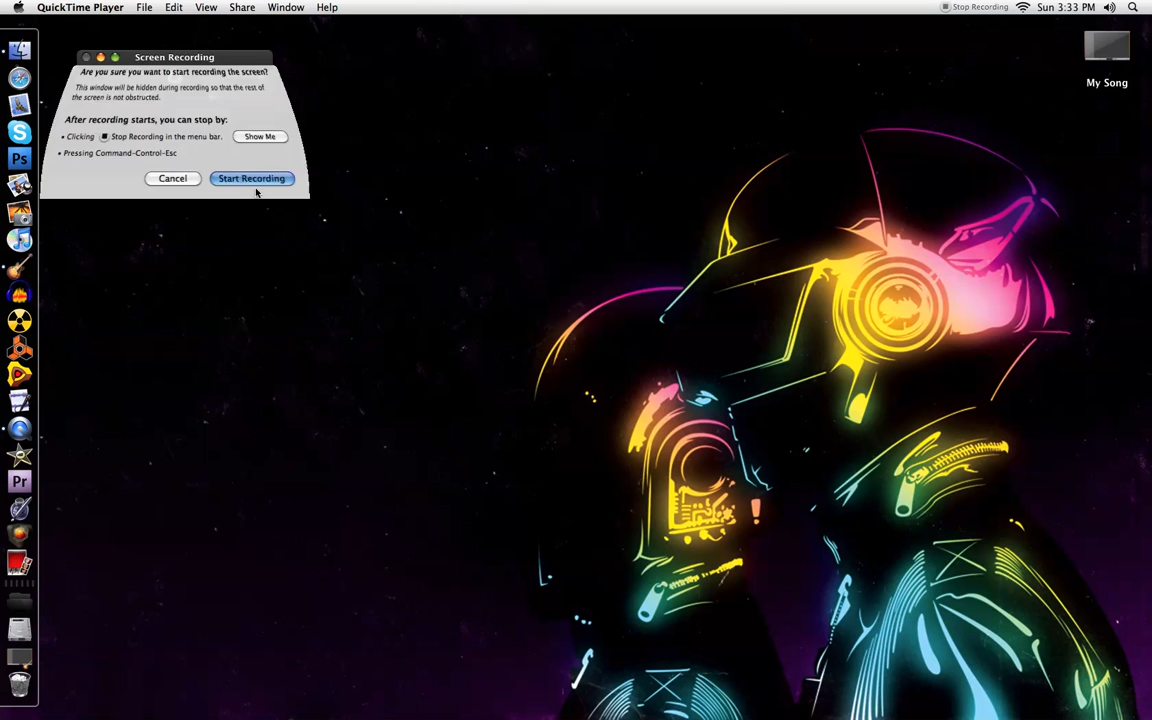 QuickTime Player File Edit View Share Window Help Stop Recording Sun 3:33 PM
Screen Recording
Are you sure you want to start recording the screen?
This window will be hidden during recording so that the rest of
the screen is not obstructed.
After recording starts, you can stop by:
• Clicking Stop Recording in the menu bar. Show Me
• Pressing Command-Control-Esc
Cancel Start Recording
My Song
Ps
Pr